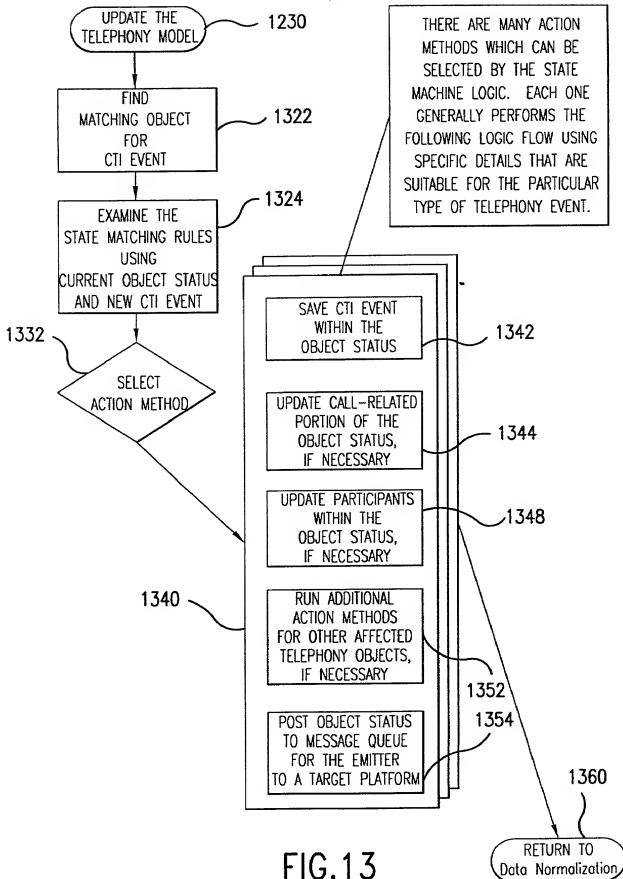 UPDATE THE
TELEPHONY MODEL
1230
FIND
MATCHING OBJECT
FOR
CTI EVENT
1322
EXAMINE THE
STATE MATCHING RULES
USING
CURRENT OBJECT STATUS
AND NEW CTI EVENT
1324
1332
SELECT
ACTION METHOD
THERE ARE MANY ACTION
METHODS WHICH CAN BE
SELECTED BY THE STATE
MACHINE LOGIC. EACH ONE
GENERALLY PERFORMS THE
FOLLOWING LOGIC FLOW USING
SPECIFIC DETAILS THAT ARE
SUITABLE FOR THE PARTICULAR
TYPE OF TELEPHONY EVENT.
1340
SAVE CTI EVENT
WITHIN THE
OBJECT STATUS
1342
UPDATE CALL-RELATED
PORTION OF THE
OBJECT STATUS,
IF NECESSARY
1344
UPDATE PARTICIPANTS
WITHIN THE
OBJECT STATUS,
IF NECESSARY
1348
RUN ADDITIONAL
ACTION METHODS
FOR OTHER AFFECTED
TELEPHONY OBJECTS,
IF NECESSARY
1352
POST OBJECT STATUS
TO MESSAGE QUEUE
FOR THE EMITTER
TO A TARGET PLATFORM
1354
1360
RETURN TO
Data Normalization
FIG.13